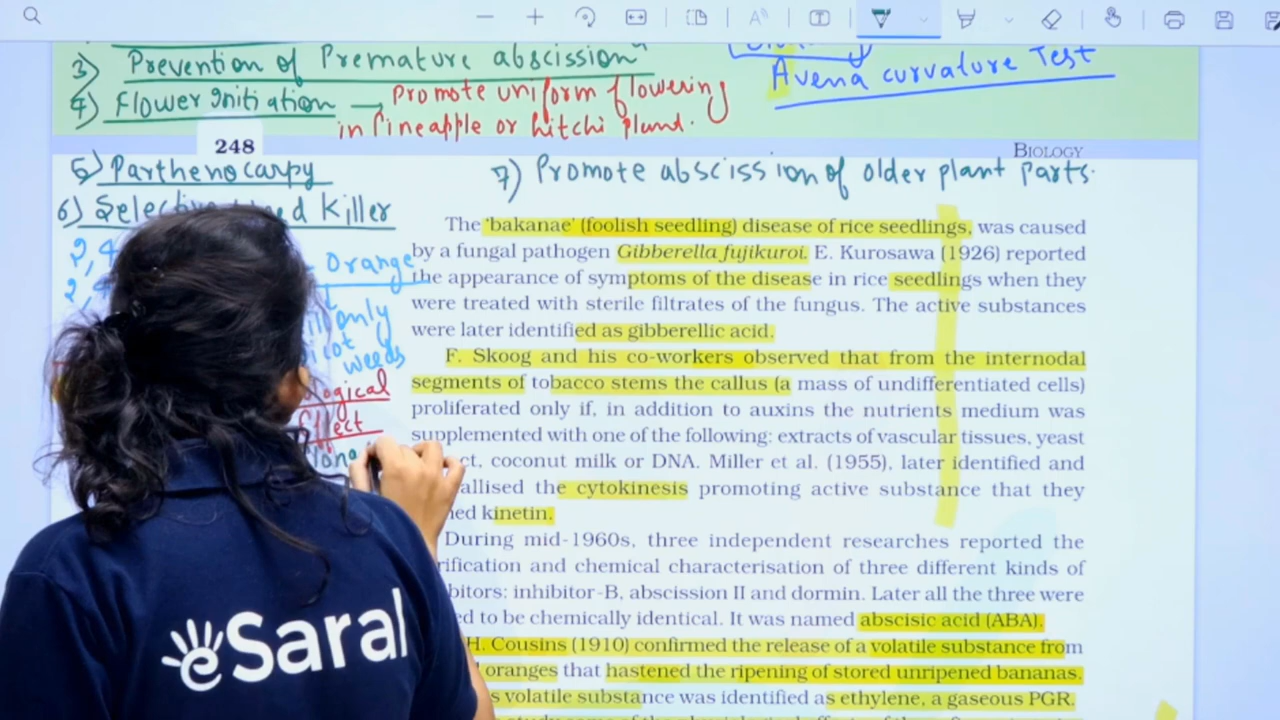 3) Prevention of Premature abscission
4) Flower Initiation → Promote uniform flowering
in Pineapple or litchi plant.
Avena curvature Test
248
BIOLOGY
5) Parthenocarpy
7) Promote abscission of older plant parts.
6) Killer
Orange
only
weeds
The 'bakanae' (foolish seedling) disease of rice seedlings, was caused
by a fungal pathogen Gibberella fujikuroi. E. Kurosawa (1926) reported
the appearance of symptoms of the disease in rice seedlings when they
were treated with sterile filtrates of the fungus. The active substances
were later identified as gibberellic acid.
F. Skoog and his co-workers observed that from the internodal
segments of tobacco stems the callus (a mass of undifferentiated cells)
proliferated only if, in addition to auxins the nutrients medium was
supplemented with one of the following: extracts of vascular tissues, yeast
ct, coconut milk or DNA. Miller et al. (1955), later identified and
allised the cytokinesis promoting active substance that they
ed kinetin.
During mid-1960s, three independent researches reported the
rification and chemical characterisation of three different kinds of
bitors: inhibitor-B, abscission II and dormin. Later all the three were
ed to be chemically identical. It was named abscisic acid (ABA).
H. Cousins (1910) confirmed the release of a volatile substance from
oranges that hastened the ripening of stored unripened bananas.
s volatile substance was identified as ethylene, a gaseous PGR.
eSaral